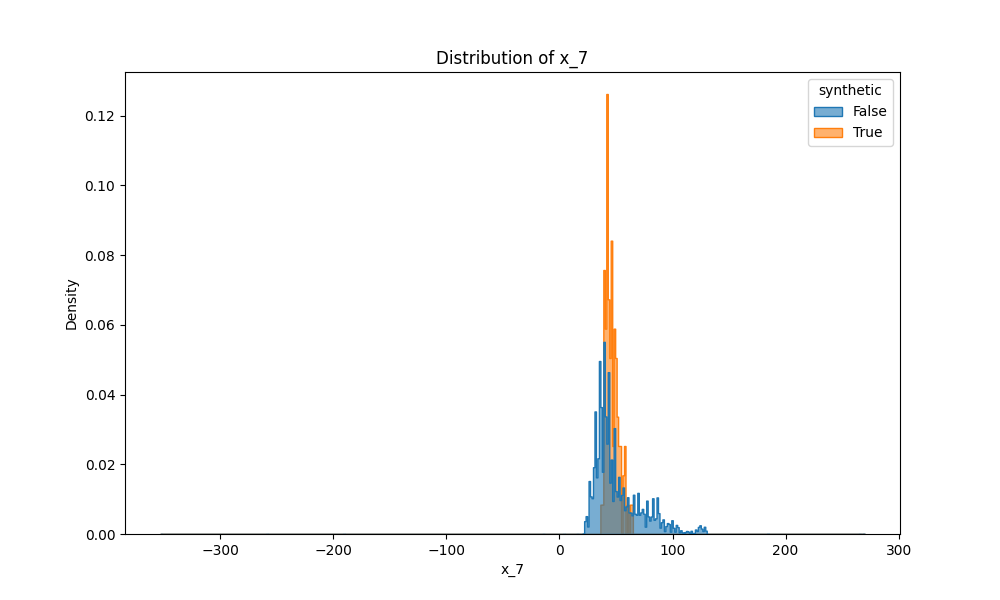 Distribution of x_7
synthetic
False
True
Density
0.12
0.10
0.08
0.06
0.04
0.02
0.00
−300 −200 −100 0 100 200 300
x_7